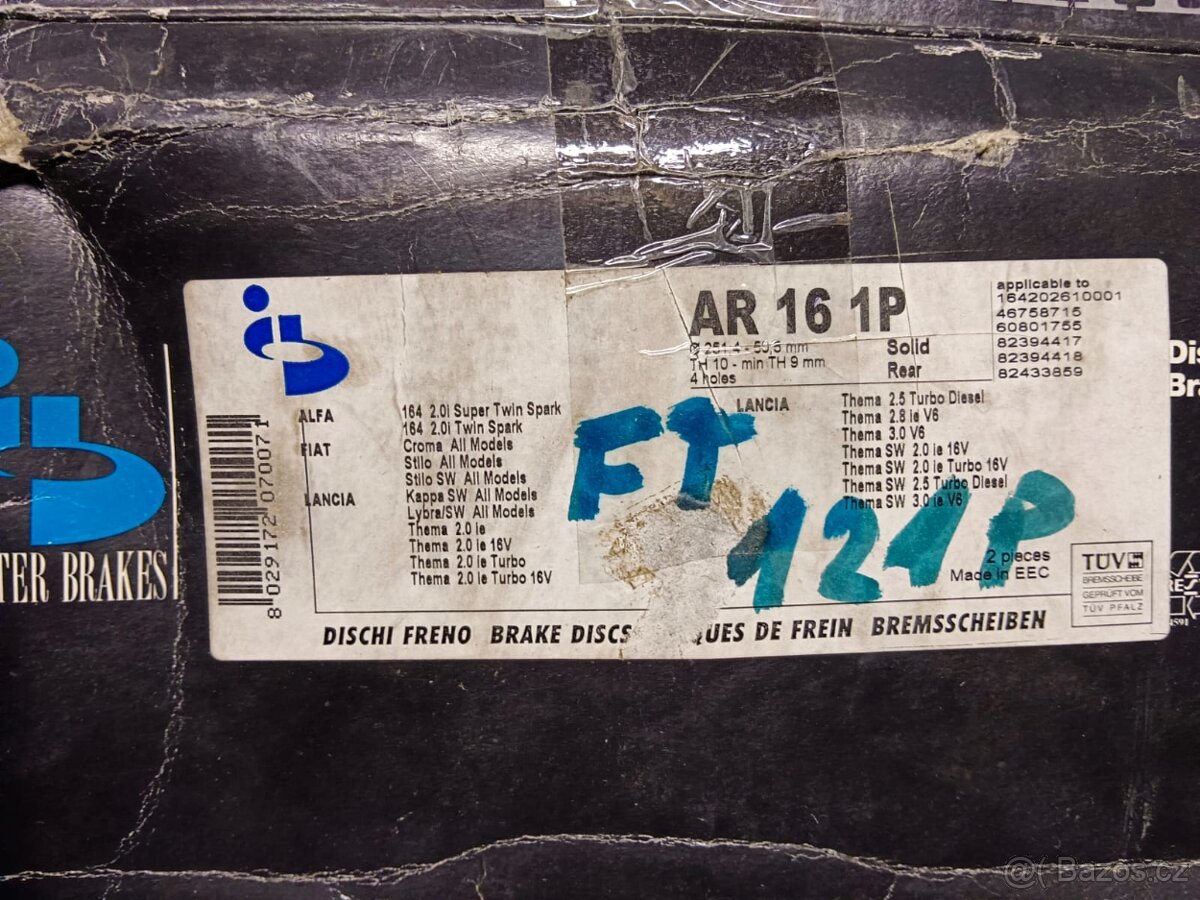 AR 16 1P
Ø 251.4 - 59,5 mm
TH 10 - min TH 9 mm
4 holes
Solid
Rear
applicable to
164202610001
46758715
60801755
82394417
82394418
82433859
ALFA 164 2.0i Super Twin Spark
164 2.0i Twin Spark
FIAT Croma All Models
Stilo All Models
Stilo SW All Models
LANCIA Kappa SW All Models
Lybra/SW All Models
Thema 2.0 ie
Thema 2.0 ie 16V
Thema 2.0 ie Turbo
Thema 2.0 ie Turbo 16V
LANCIA Thema 2.5 Turbo Diesel
Thema 2.8 ie V6
Thema 3.0 V6
Thema SW 2.0 ie 16V
Thema SW 2.0 ie Turbo 16V
Thema SW 2.5 Turbo Diesel
Thema SW 3.0 ie V6
FT
121P
2 pieces
Made in EEC
TÜV
BREMSSCHEIBE
GEPRÜFT VOM
TÜV PFALZ
8 029172 070071
DISCHI FRENO BRAKE DISCS QUES DE FREIN BREMSSCHEIBEN
TER BRAKES
Dis
Bra
Bazos.cz